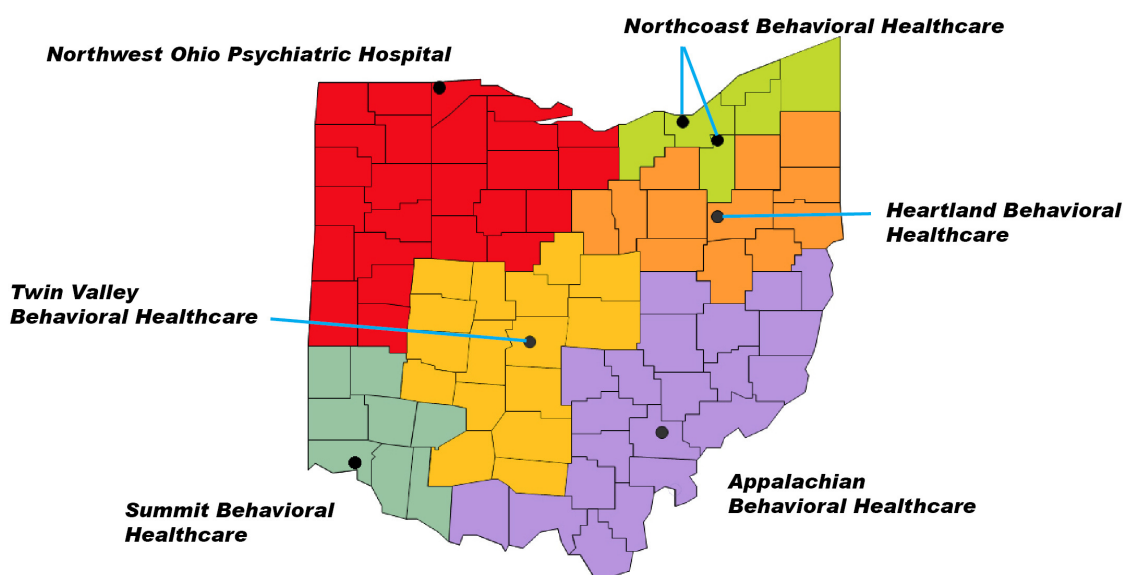 Northcoast Behavioral Healthcare
Northwest Ohio Psychiatric Hospital
Heartland Behavioral
Healthcare
Twin Valley
Behavioral Healthcare
Appalachian
Behavioral Healthcare
Summit Behavioral
Healthcare